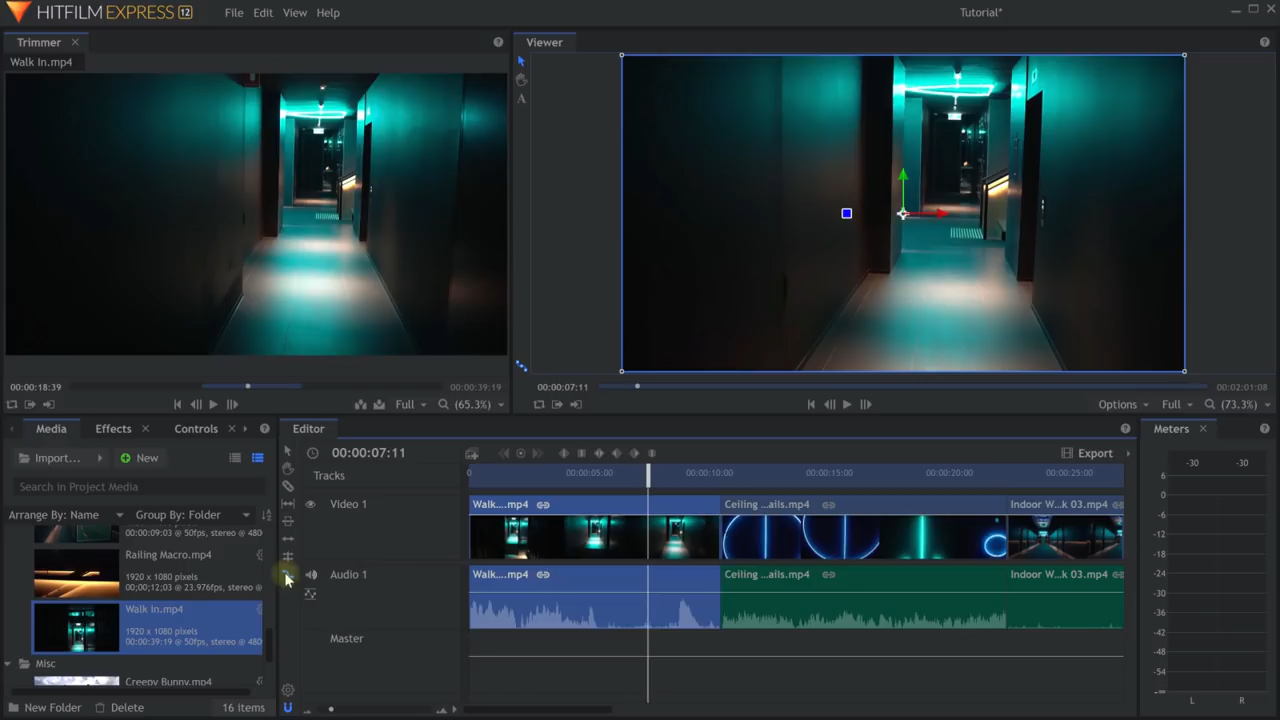 HITFILM EXPRESS 12
File Edit View Help
Tutorial*
Trimmer
Walk In.mp4
00:00:18:39
00:00:39:19
Full
(65.3%)
Viewer
A
00:00:07:11
00:02:01:08
Options
Full
(73.3%)
Media
Effects
Controls
Import...
New
Search in Project Media
Arrange By: Name
Group By: Folder
00:00:09:03 @ 50fps, stereo @ 480
Railing Macro.mp4
1920 x 1080 pixels
00;00;12;03 @ 23.976fps, stereo @
Walk In.mp4
1920 x 1080 pixels
00:00:39:19 @ 50fps, stereo @ 480
Misc
Creepy Bunny.mp4
New Folder
Delete
16 items
Editor
00:00:07:11
Export
Tracks
0
00:00:05:00
00:00:10:00
00:00:15:00
00:00:20:00
00:00:25:00
Video 1
Walk....mp4
Ceiling ...ails.mp4
Indoor W...k 03.mp4
Audio 1
Walk....mp4
Ceiling ...ails.mp4
Indoor W...k 03.mp4
Master
Meters
-30
-30
6
0
-6
-12
-18
-24
-30
-36
-42
-48
-54
-∞
L
R